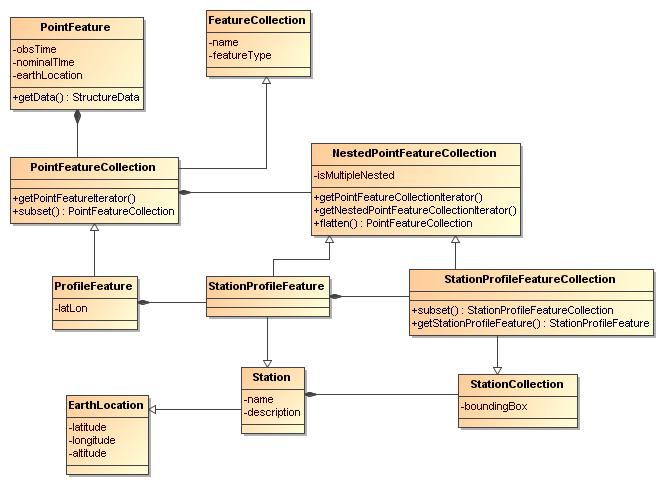 PointFeature
-obsTime
-nominalTIme
-earthLocation
+getData() : StructureData
FeatureCollection
-name
-featureType
PointFeatureCollection
+getPointFeatureIterator()
+subset() : PointFeatureCollection
NestedPointFeatureCollection
-isMultipleNested
+getPointFeatureCollectionIterator()
+getNestedPointFeatureCollectionIterator()
+flatten() : PointFeatureCollection
ProfileFeature
-latLon
StationProfileFeature
StationProfileFeatureCollection
+subset() : StationProfileFeatureCollection
+getStationProfileFeature() : StationProfileFeature
EarthLocation
-latitude
-longitude
-altitude
Station
-name
-description
StationCollection
-boundingBox